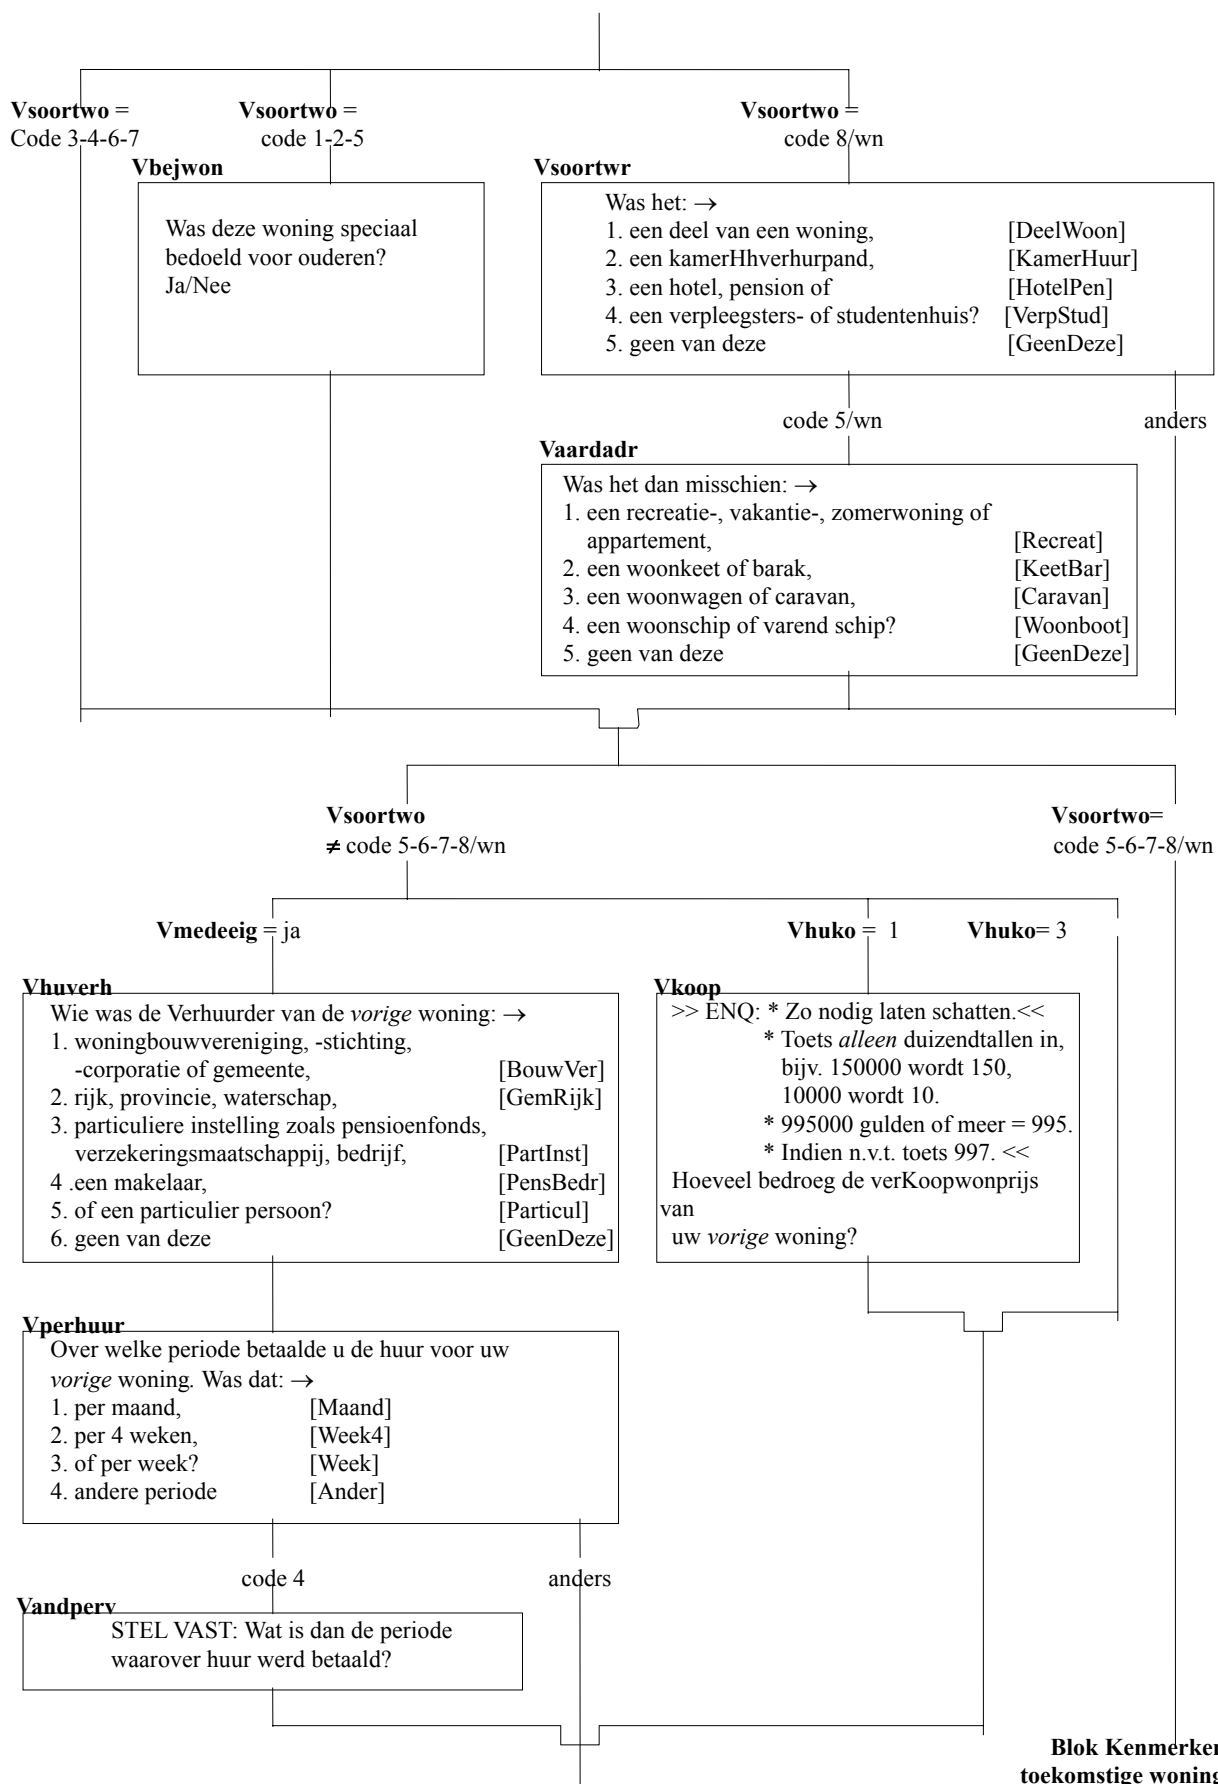 Vsoortwo =
Code 3-4-6-7
Vsoortwo =
code 1-2-5
Vsoortwo =
code 8/wn
Vbejwon
Was deze woning speciaal
bedoeld voor ouderen?
Ja/Nee
Vsoortwr
Was het: →
1. een deel van een woning, [DeelWoon]
2. een kamerHhverhurpand, [KamerHuur]
3. een hotel, pension of [HotelPen]
4. een verpleegsters- of studentenhuis? [VerpStud]
5. geen van deze [GeenDeze]
code 5/wn
anders
Vaardadr
Was het dan misschien: →
1. een recreatie-, vakantie-, zomerwoning of
appartement, [Recreat]
2. een woonkeet of barak, [KeetBar]
3. een woonwagen of caravan, [Caravan]
4. een woonschip of varend schip? [Woonboot]
5. geen van deze [GeenDeze]
Vsoortwo
≠ code 5-6-7-8/wn
Vsoortwo=
code 5-6-7-8/wn
Vmedeeig = ja
Vhuko = 1
Vhuko= 3
Vhuverh
Wie was de Verhuurder van de vorige woning: →
1. woningbouwvereniging, -stichting,
-corporatie of gemeente, [BouwVer]
2. rijk, provincie, waterschap, [GemRijk]
3. particuliere instelling zoals pensioenfonds,
verzekeringsmaatschappij, bedrijf, [PartInst]
4 .een makelaar, [PensBedr]
5. of een particulier persoon? [Particul]
6. geen van deze [GeenDeze]
Vkoop
>> ENQ: * Zo nodig laten schatten.<<
* Toets alleen duizendtallen in,
bijv. 150000 wordt 150,
10000 wordt 10.
* 995000 gulden of meer = 995.
* Indien n.v.t. toets 997. <<
Hoeveel bedroeg de verKoopwonprijs
van
uw vorige woning?
Vperhuur
Over welke periode betaalde u de huur voor uw
vorige woning. Was dat: →
1. per maand, [Maand]
2. per 4 weken, [Week4]
3. of per week? [Week]
4. andere periode [Ander]
code 4
anders
Vandperv
STEL VAST: Wat is dan de periode
waarover huur werd betaald?
Blok Kenmerken
toekomstige woning